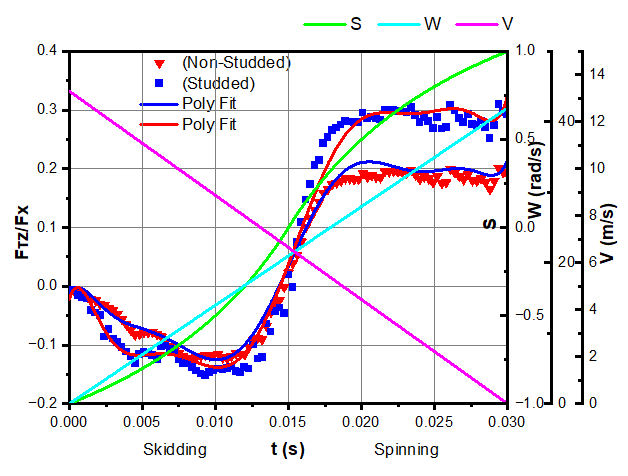 S W V
(Non-Studded)
(Studded)
Poly Fit
Poly Fit
0.4
0.3
0.2
0.1
0.0
−0.1
−0.2
FTZ/FX
0.000 0.005 0.010 0.015 0.020 0.025 0.030
Skidding t (s) Spinning
1.0
0.5
0.0
−0.5
−1.0
S
40
20
0
W (rad/s)
14
12
10
8
6
4
2
0
V (m/s)